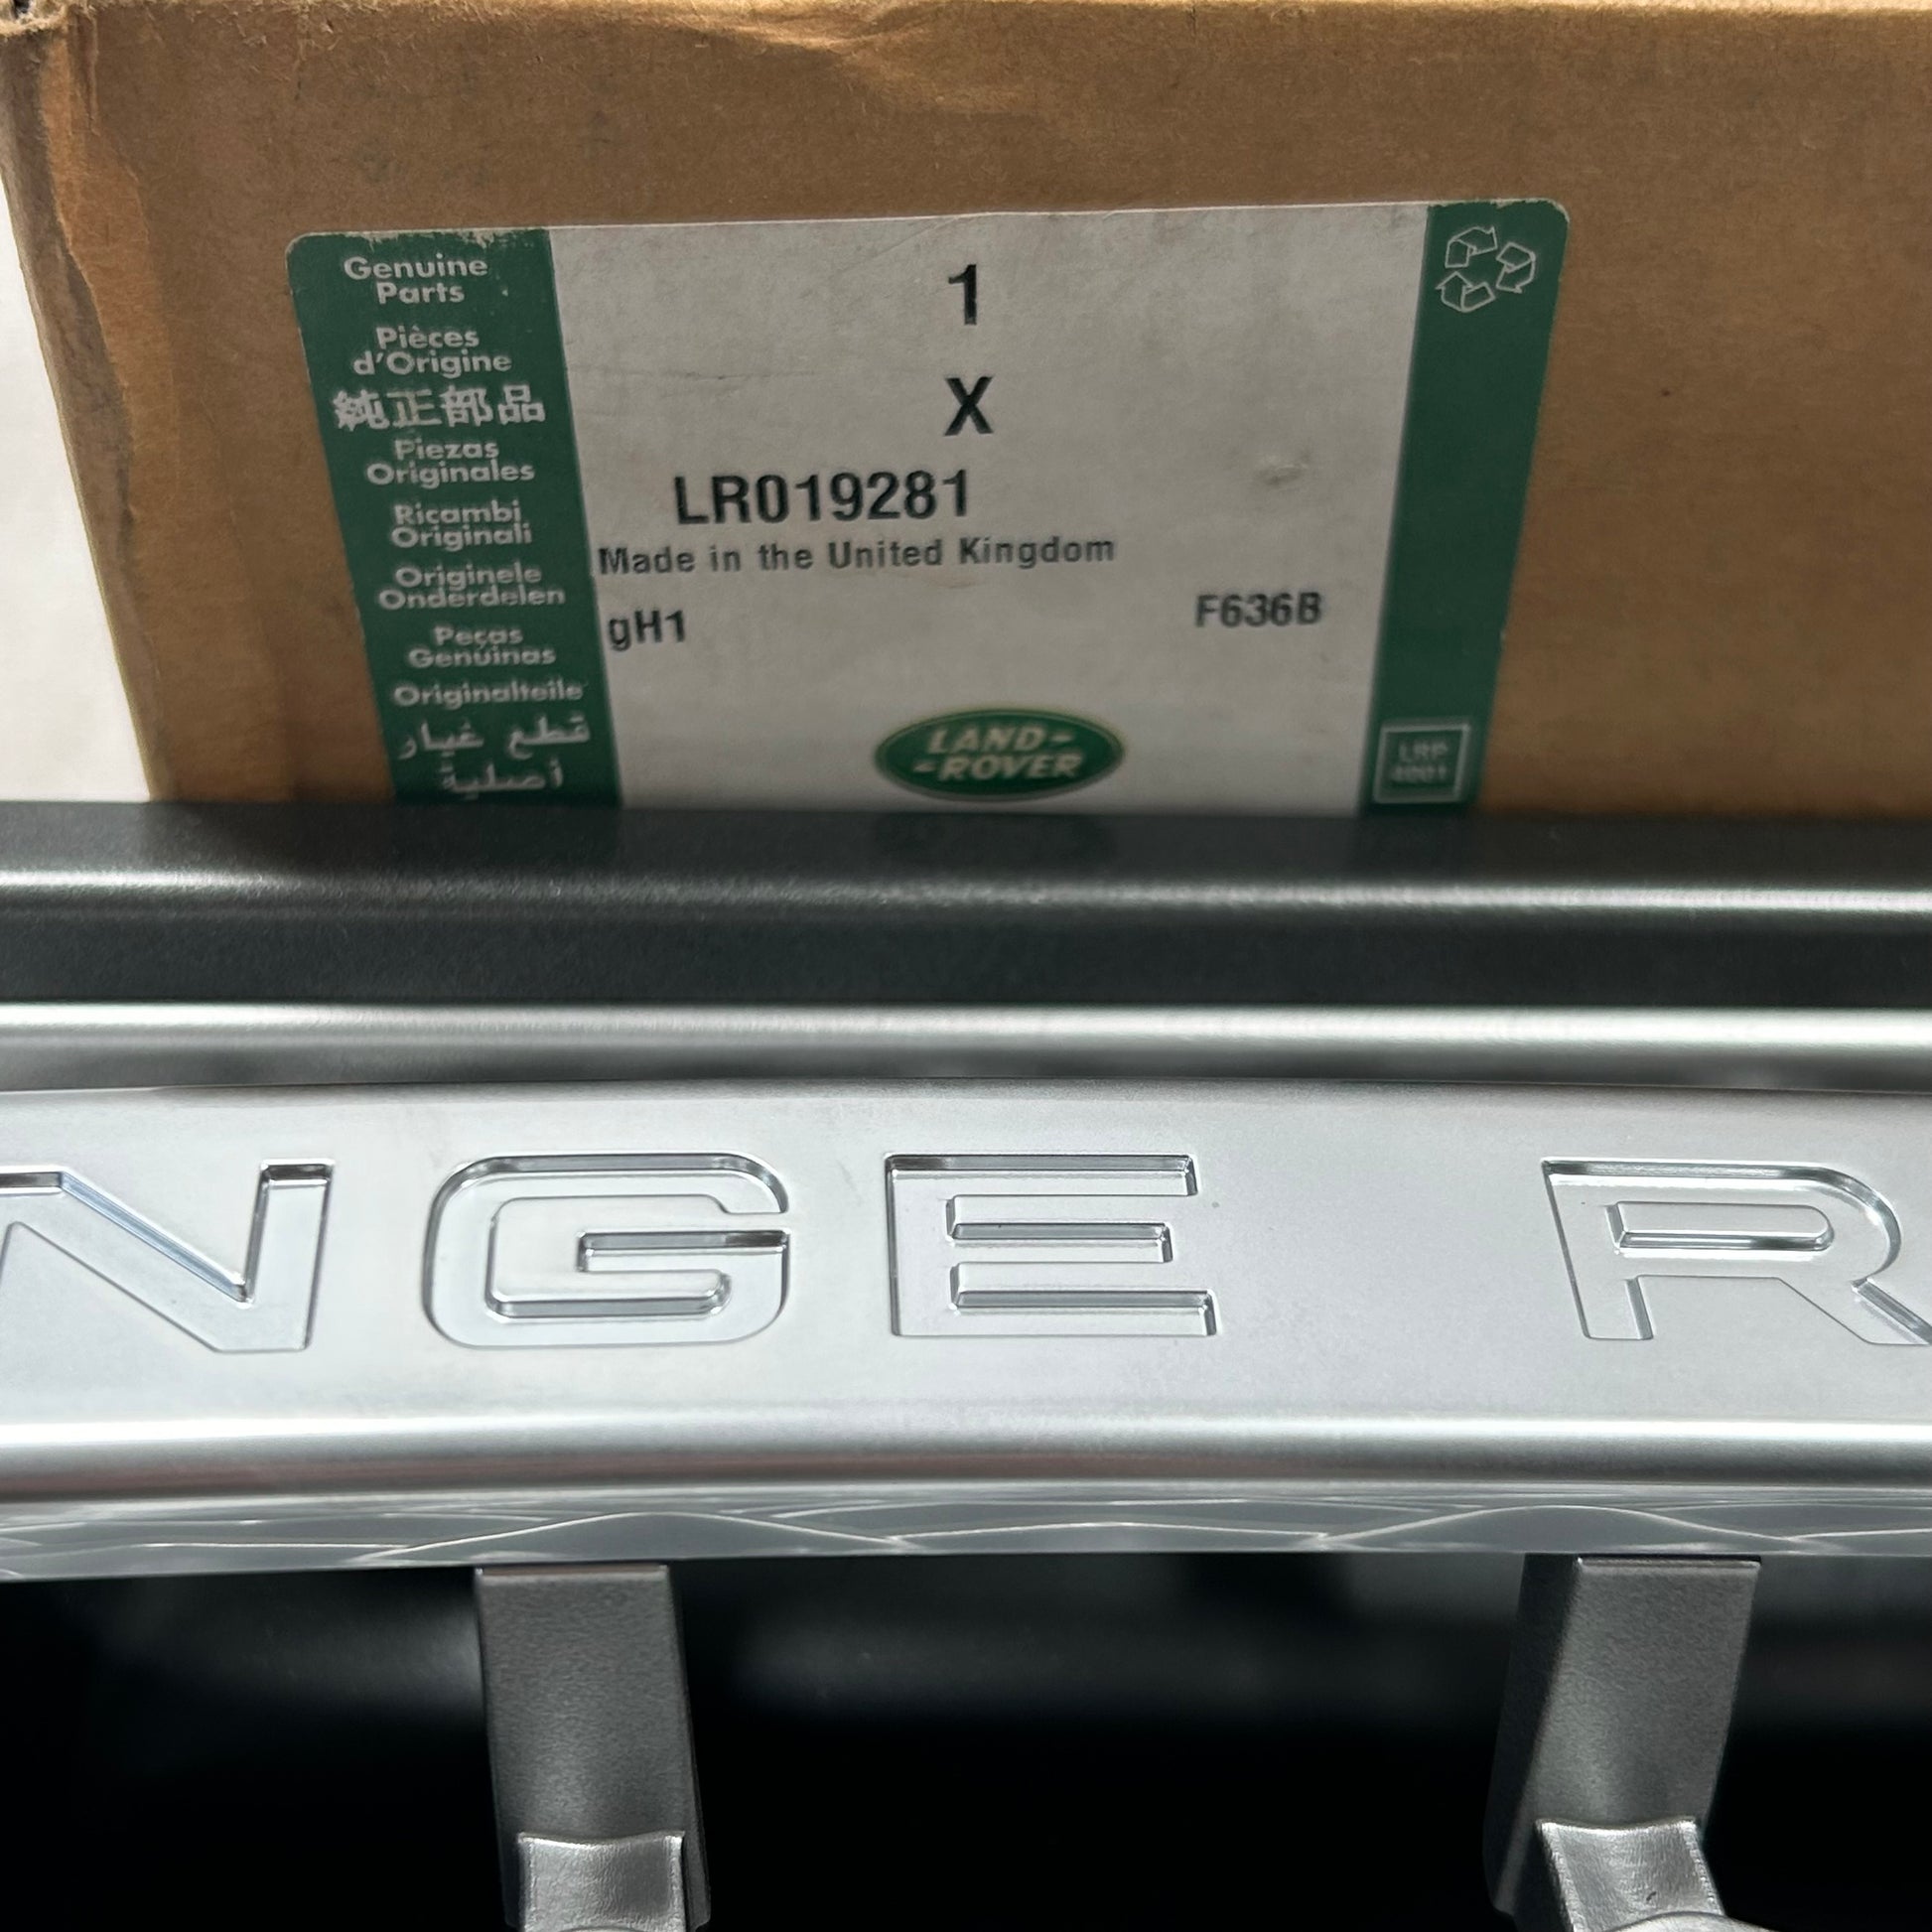 Genuine
Parts
Pièces
d'Origine
純正部品
Piezas
Originales
Ricambi
Originali
Originele
Onderdelen
Peças
Genúinas
Originalteile
قطع غيار
أصلية
1
X
LR019281
Made in the United Kingdom
gH1
F636B
LAND-
-ROVER
NGE R